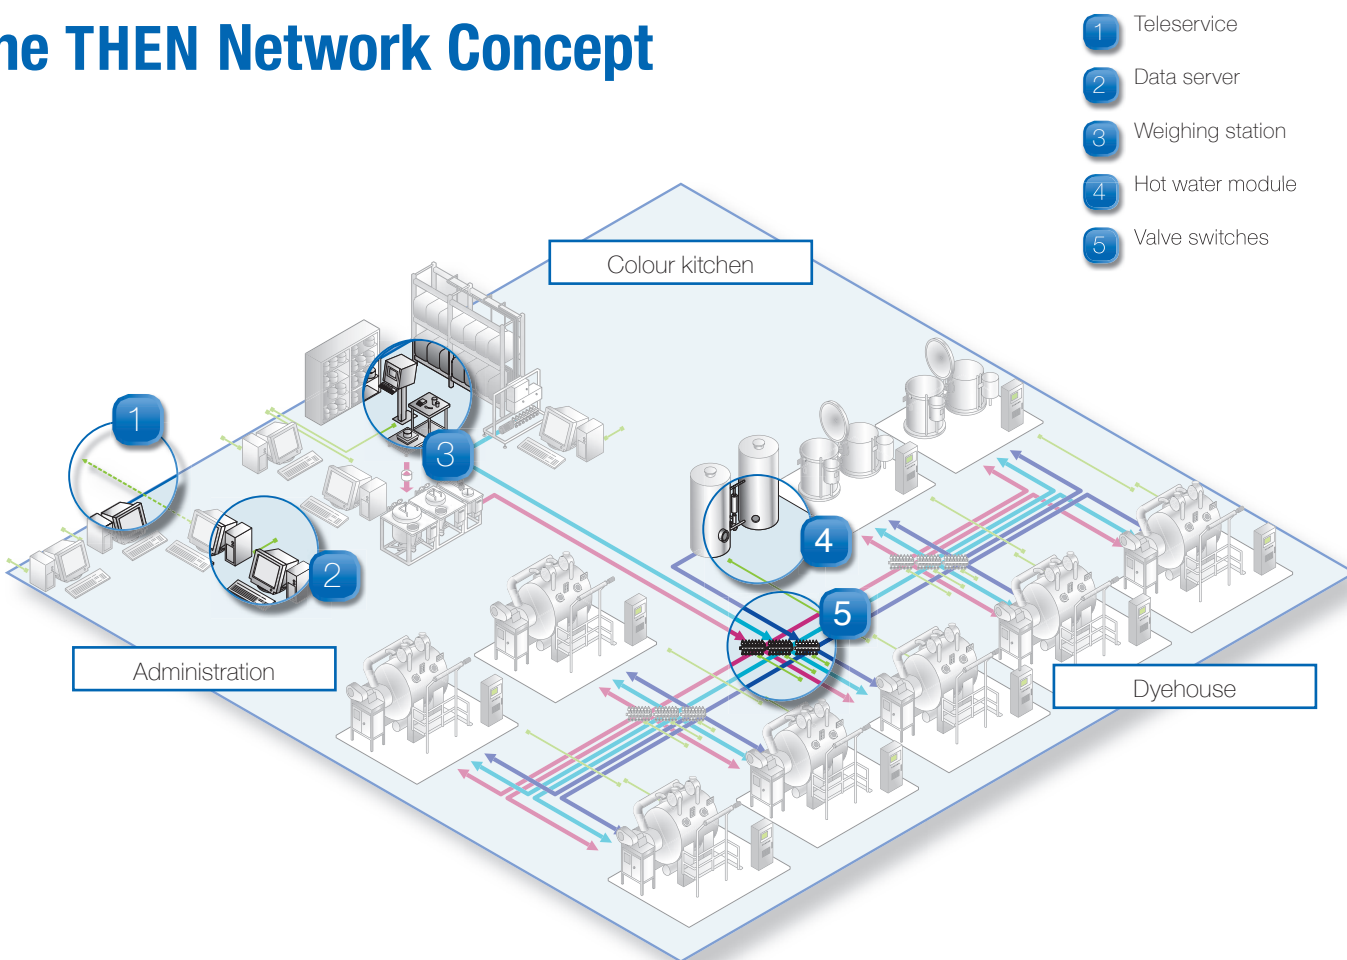 he THEN Network Concept
1 Teleservice
2 Data server
3 Weighing station
4 Hot water module
5 Valve switches
Colour kitchen
1
3
4
2
5
Administration
Dyehouse